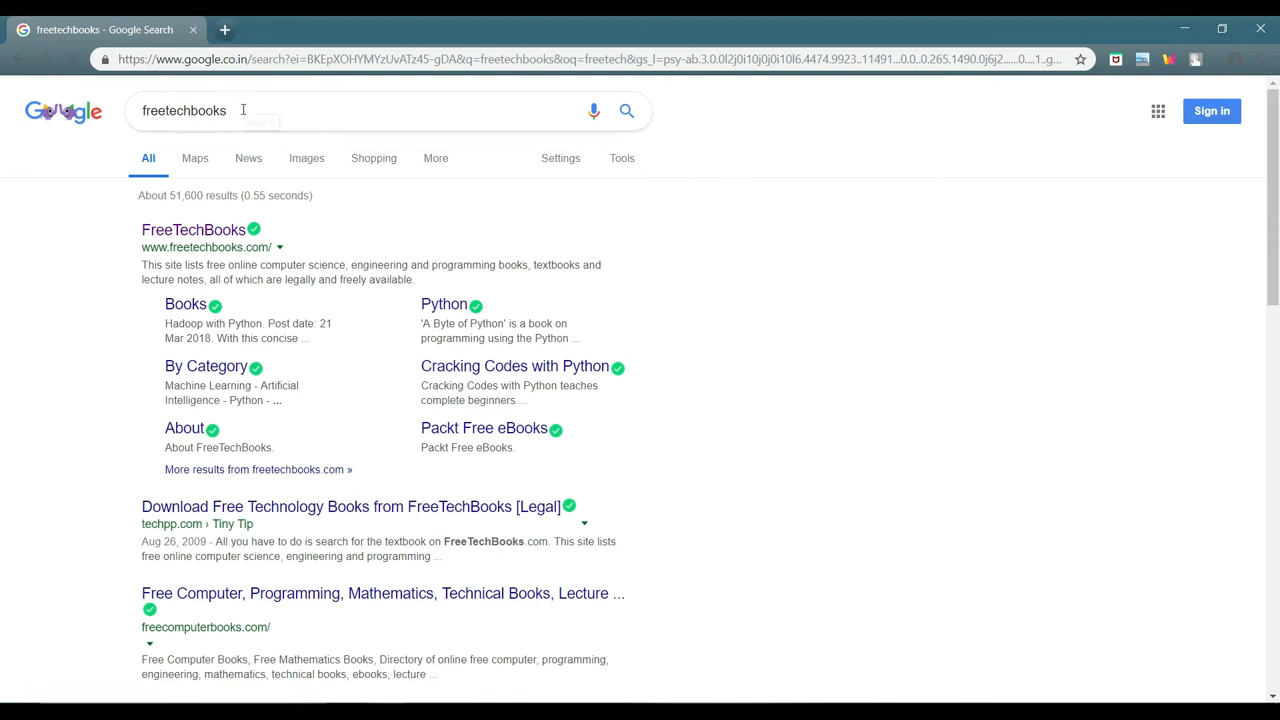 freetechbooks - Google Search
https://www.google.co.in/search?ei=BKEpXOHYMYzUvATz45-gDA&q=freetechbooks&oq=freetech&gs_l=psy-ab.3.0.0l2j0i10j0j0i10l6.4474.9923..11491...0.0..0.265.1490.0j6j2......0....1..g...
Google
freetechbooks
Sign in
All Maps News Images Shopping More Settings Tools
About 51,600 results (0.55 seconds)
FreeTechBooks
www.freetechbooks.com/
This site lists free online computer science, engineering and programming books, textbooks and
lecture notes, all of which are legally and freely available.
Books
Hadoop with Python. Post date: 21
Mar 2018. With this concise ...
Python
'A Byte of Python' is a book on
programming using the Python ...
By Category
Machine Learning - Artificial
Intelligence - Python - ...
Cracking Codes with Python
Cracking Codes with Python teaches
complete beginners ...
About
About FreeTechBooks.
Packt Free eBooks
Packt Free eBooks.
More results from freetechbooks.com »
Download Free Technology Books from FreeTechBooks [Legal]
techpp.com › Tiny Tip
Aug 26, 2009 - All you have to do is search for the textbook on FreeTechBooks.com. This site lists
free online computer science, engineering and programming ...
Free Computer, Programming, Mathematics, Technical Books, Lecture ...
freecomputerbooks.com/
Free Computer Books, Free Mathematics Books, Directory of online free computer, programming,
engineering, mathematics, technical books, ebooks, lecture ...